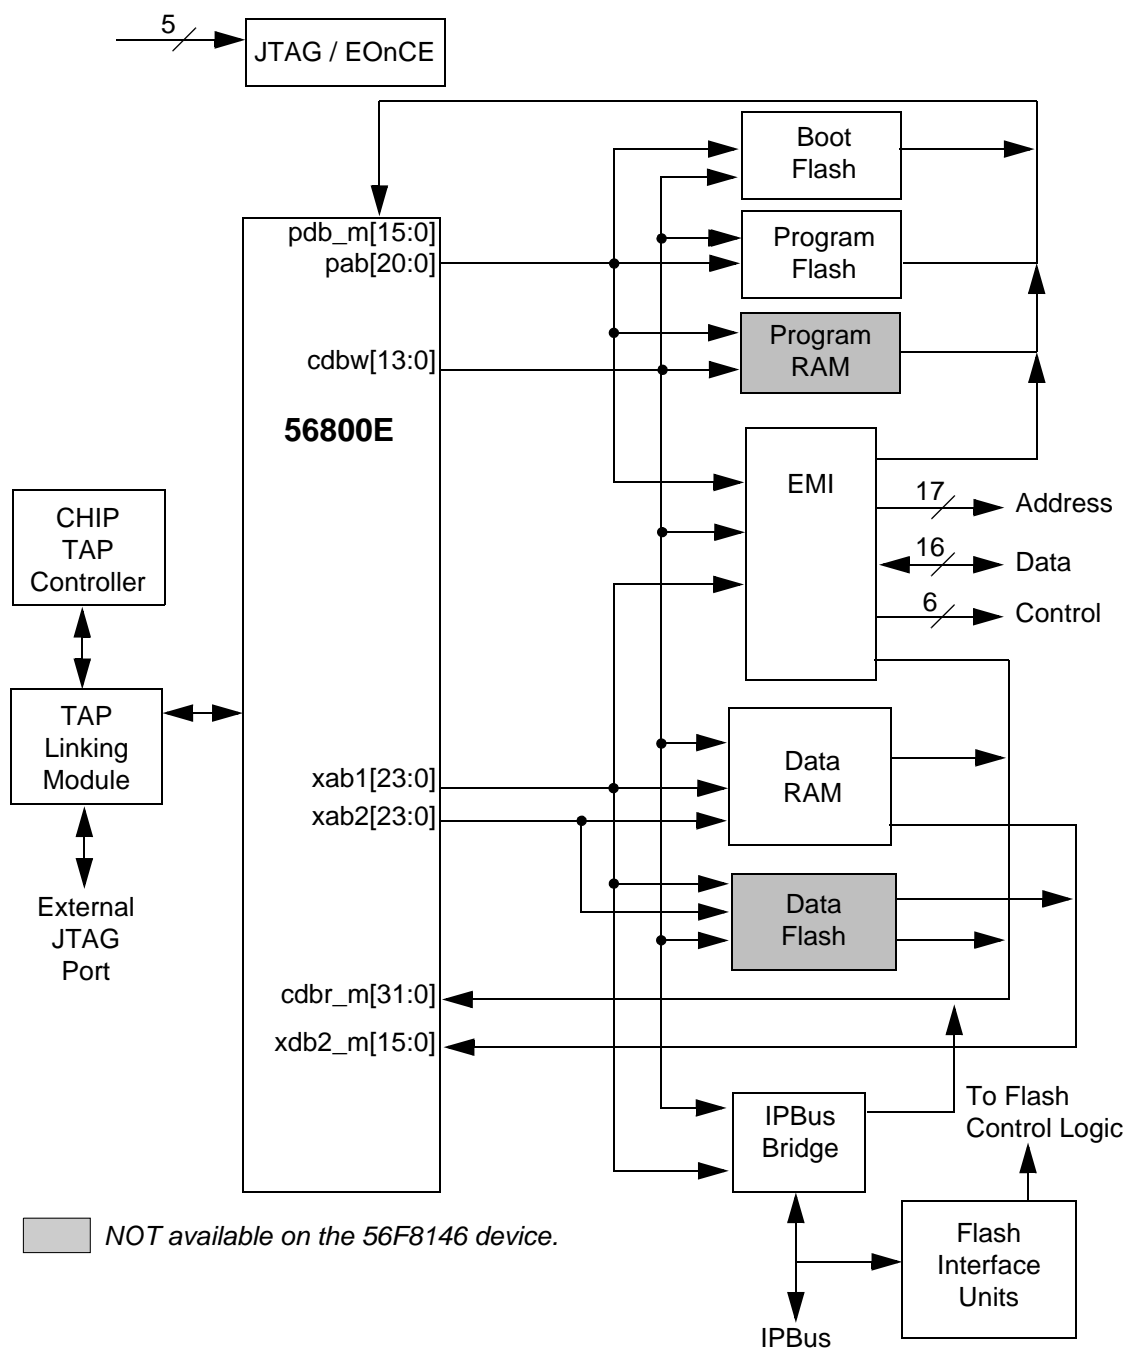 5
JTAG / EOnCE
Boot
Flash
pdb_m[15:0]
pab[20:0]
Program
Flash
cdbw[13:0]
Program
RAM
56800E
EMI
17
Address
16
Data
6
Control
CHIP
TAP
Controller
TAP
Linking
Module
External
JTAG
Port
xab1[23:0]
xab2[23:0]
Data
RAM
Data
Flash
cdbr_m[31:0]
xdb2_m[15:0]
IPBus
Bridge
To Flash
Control Logic
Flash
Interface
Units
IPBus
NOT available on the 56F8146 device.